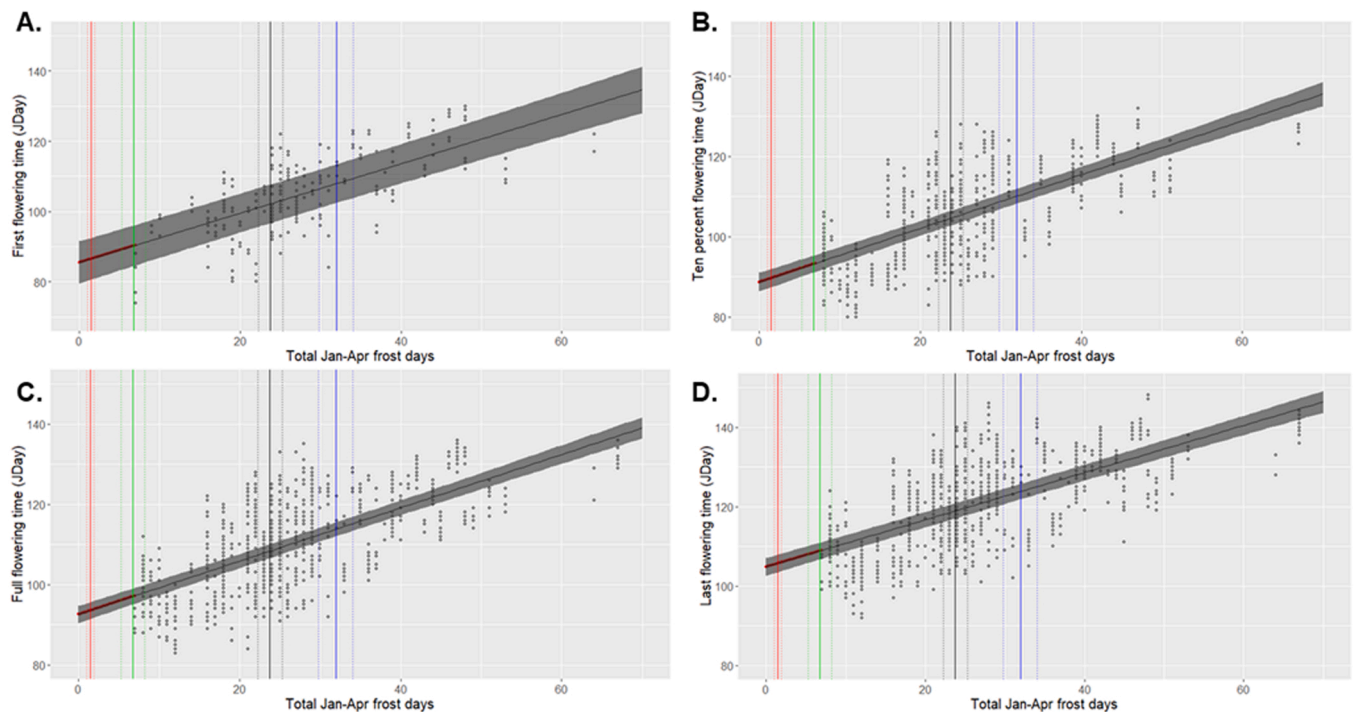 A.
First flowering time (JDay)
140
120
100
80
0 20 40 60
Total Jan-Apr frost days
B.
Ten percent flowering time (JDay)
140
120
100
80
0 20 40 60
Total Jan-Apr frost days
C.
Full flowering time (JDay)
140
120
100
80
0 20 40 60
Total Jan-Apr frost days
D.
Last flowering time (JDay)
140
120
100
80
0 20 40 60
Total Jan-Apr frost days